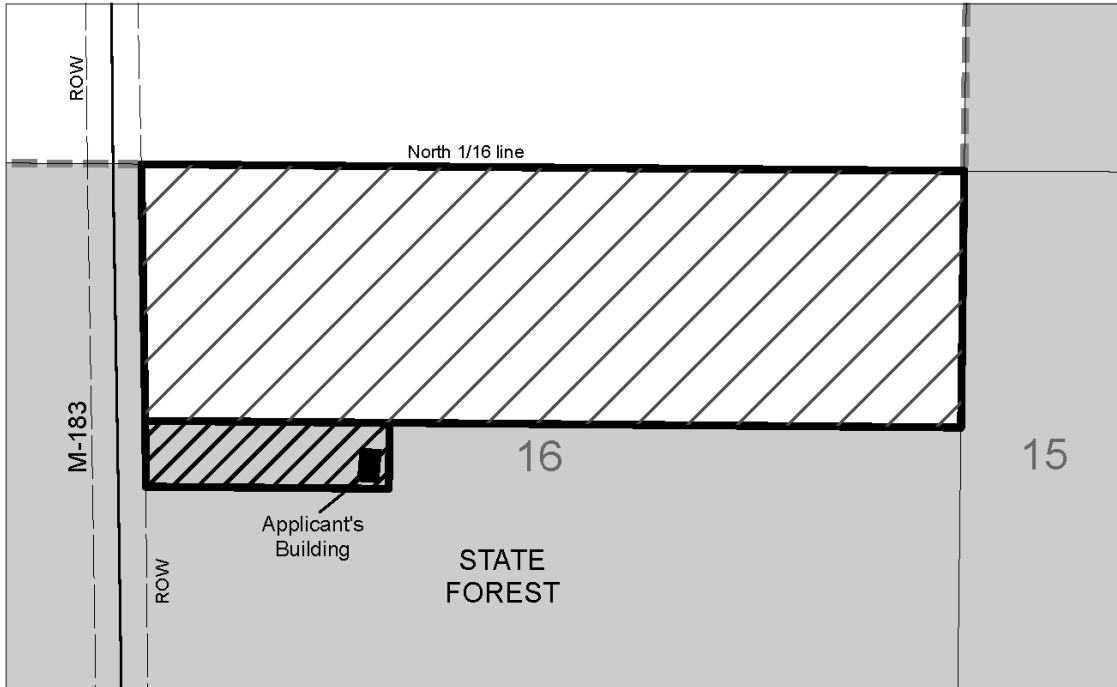 ROW
North 1/16 line
M-183
16
15
Applicant's
Building
ROW
STATE
FOREST